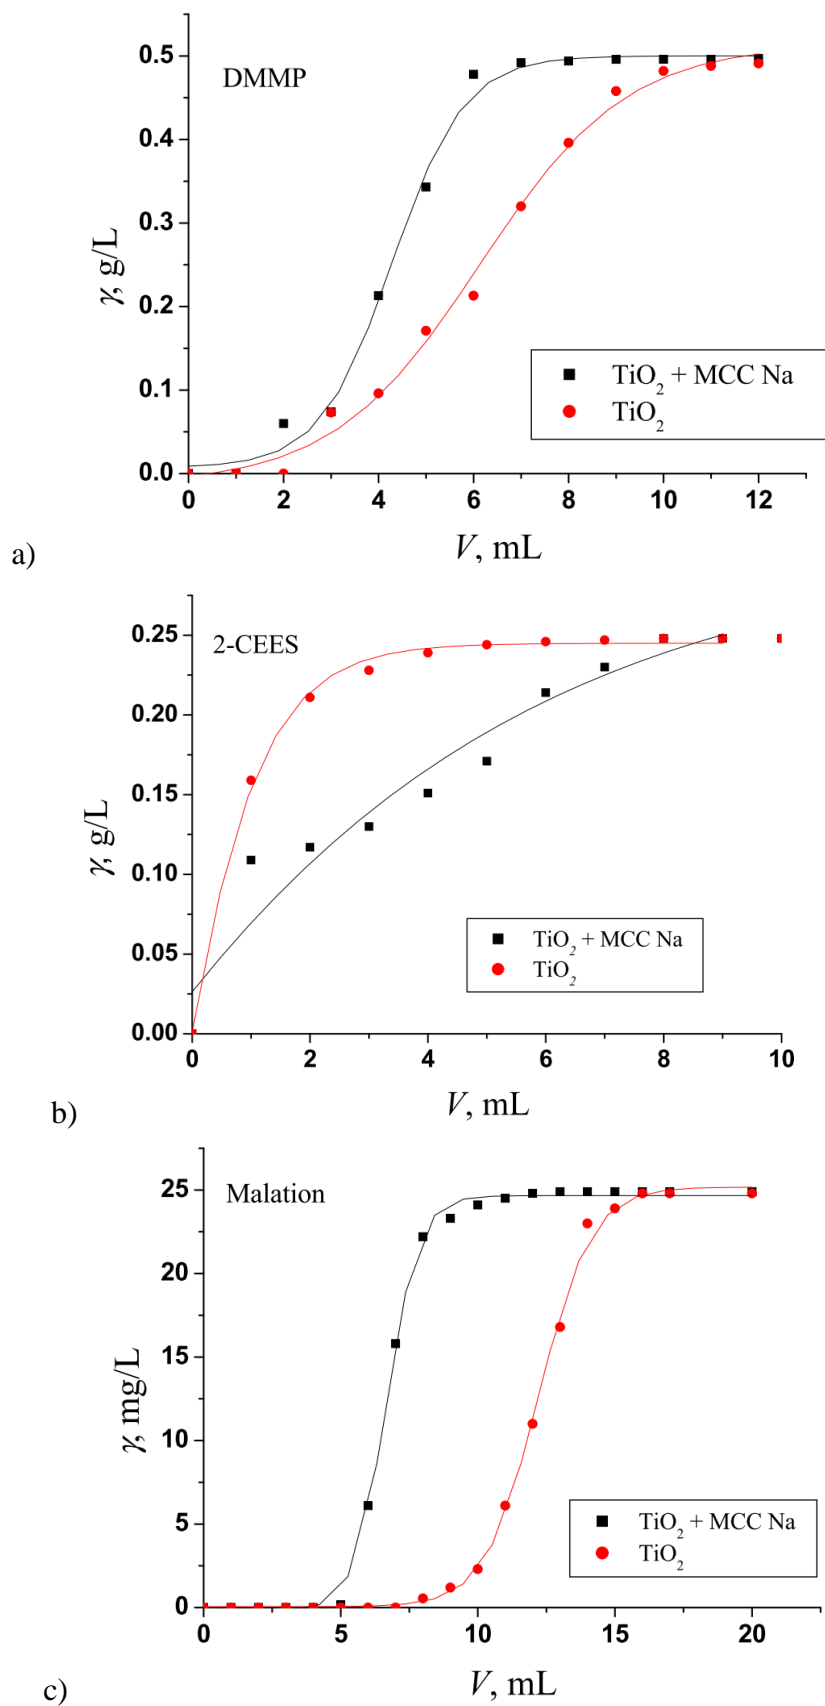 DMMP
0.5
0.4
0.3
0.2
0.1
0.0
γ, g/L
TiO2 + MCC Na
TiO2
0 2 4 6 8 10 12
V, mL
a)
2-CEES
0.25
0.20
0.15
0.10
0.05
0.00
γ, g/L
TiO2 + MCC Na
TiO2
0 2 4 6 8 10
V, mL
b)
Malation
25
20
15
10
5
0
γ, mg/L
TiO2 + MCC Na
TiO2
0 5 10 15 20
V, mL
c)